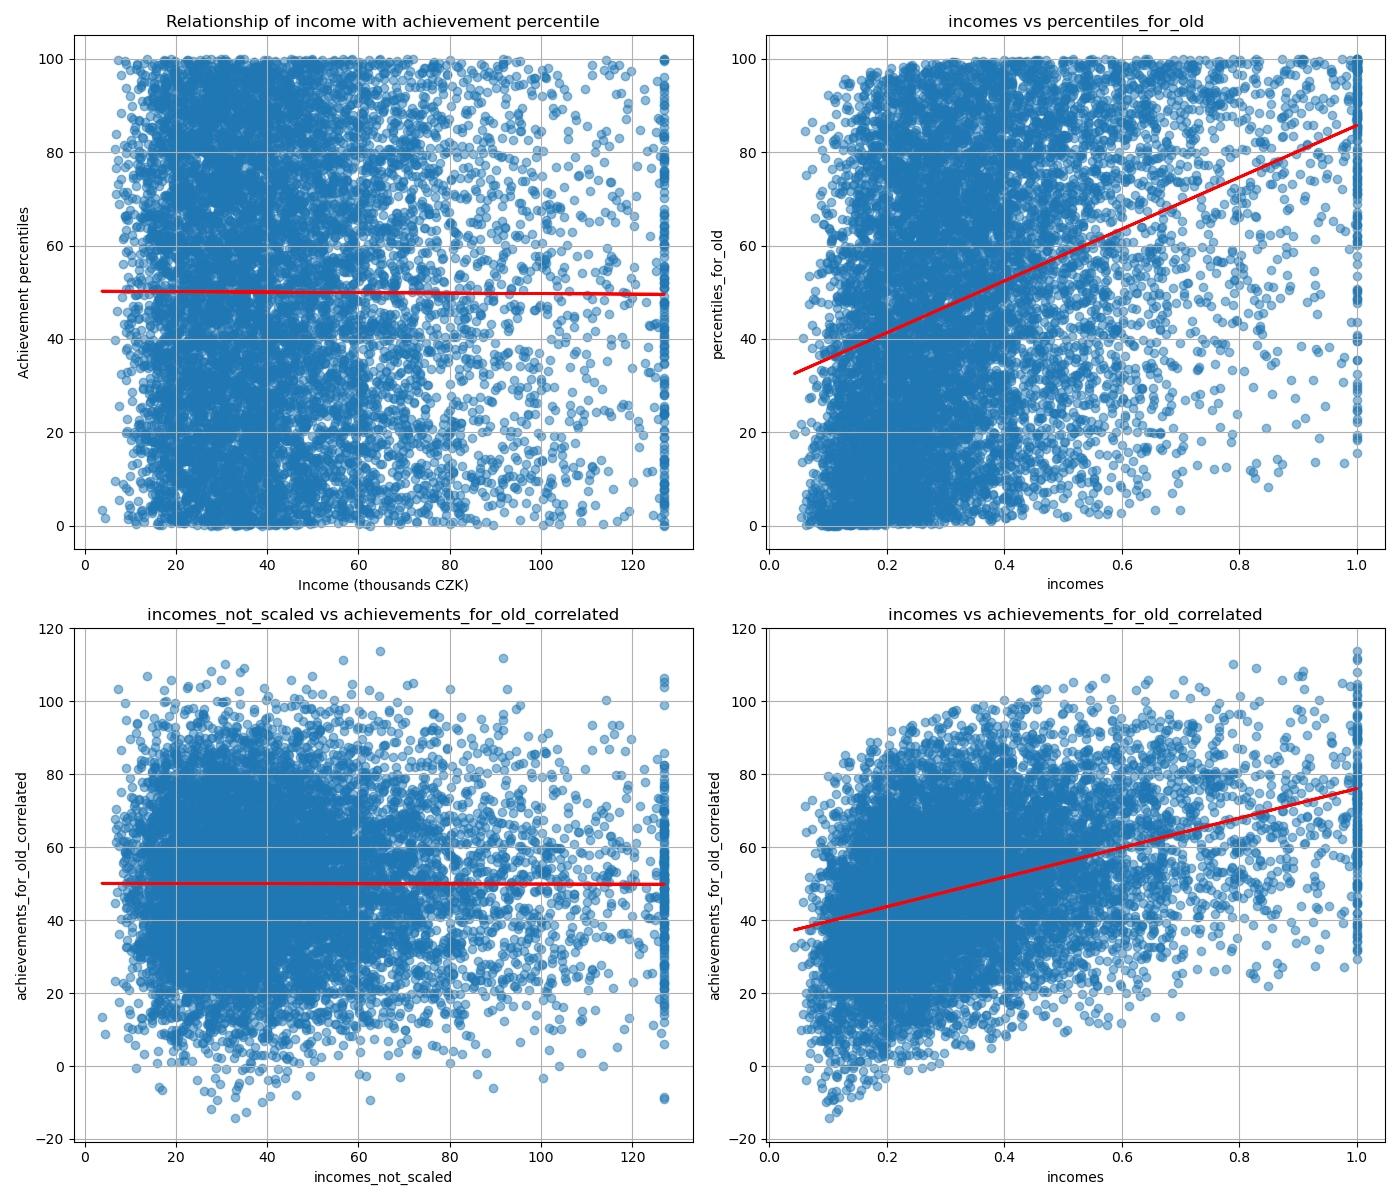 Relationship of income with achievement percentile
Achievement percentiles
100
80
60
40
20
0
0 20 40 60 80 100 120
Income (thousands CZK)
incomes vs percentiles_for_old
percentiles_for_old
100
80
60
40
20
0
0.0 0.2 0.4 0.6 0.8 1.0
incomes
incomes_not_scaled vs achievements_for_old_correlated
achievements_for_old_correlated
120
100
80
60
40
20
0
−20
0 20 40 60 80 100 120
incomes_not_scaled
incomes vs achievements_for_old_correlated
achievements_for_old_correlated
120
100
80
60
40
20
0
−20
0.0 0.2 0.4 0.6 0.8 1.0
incomes